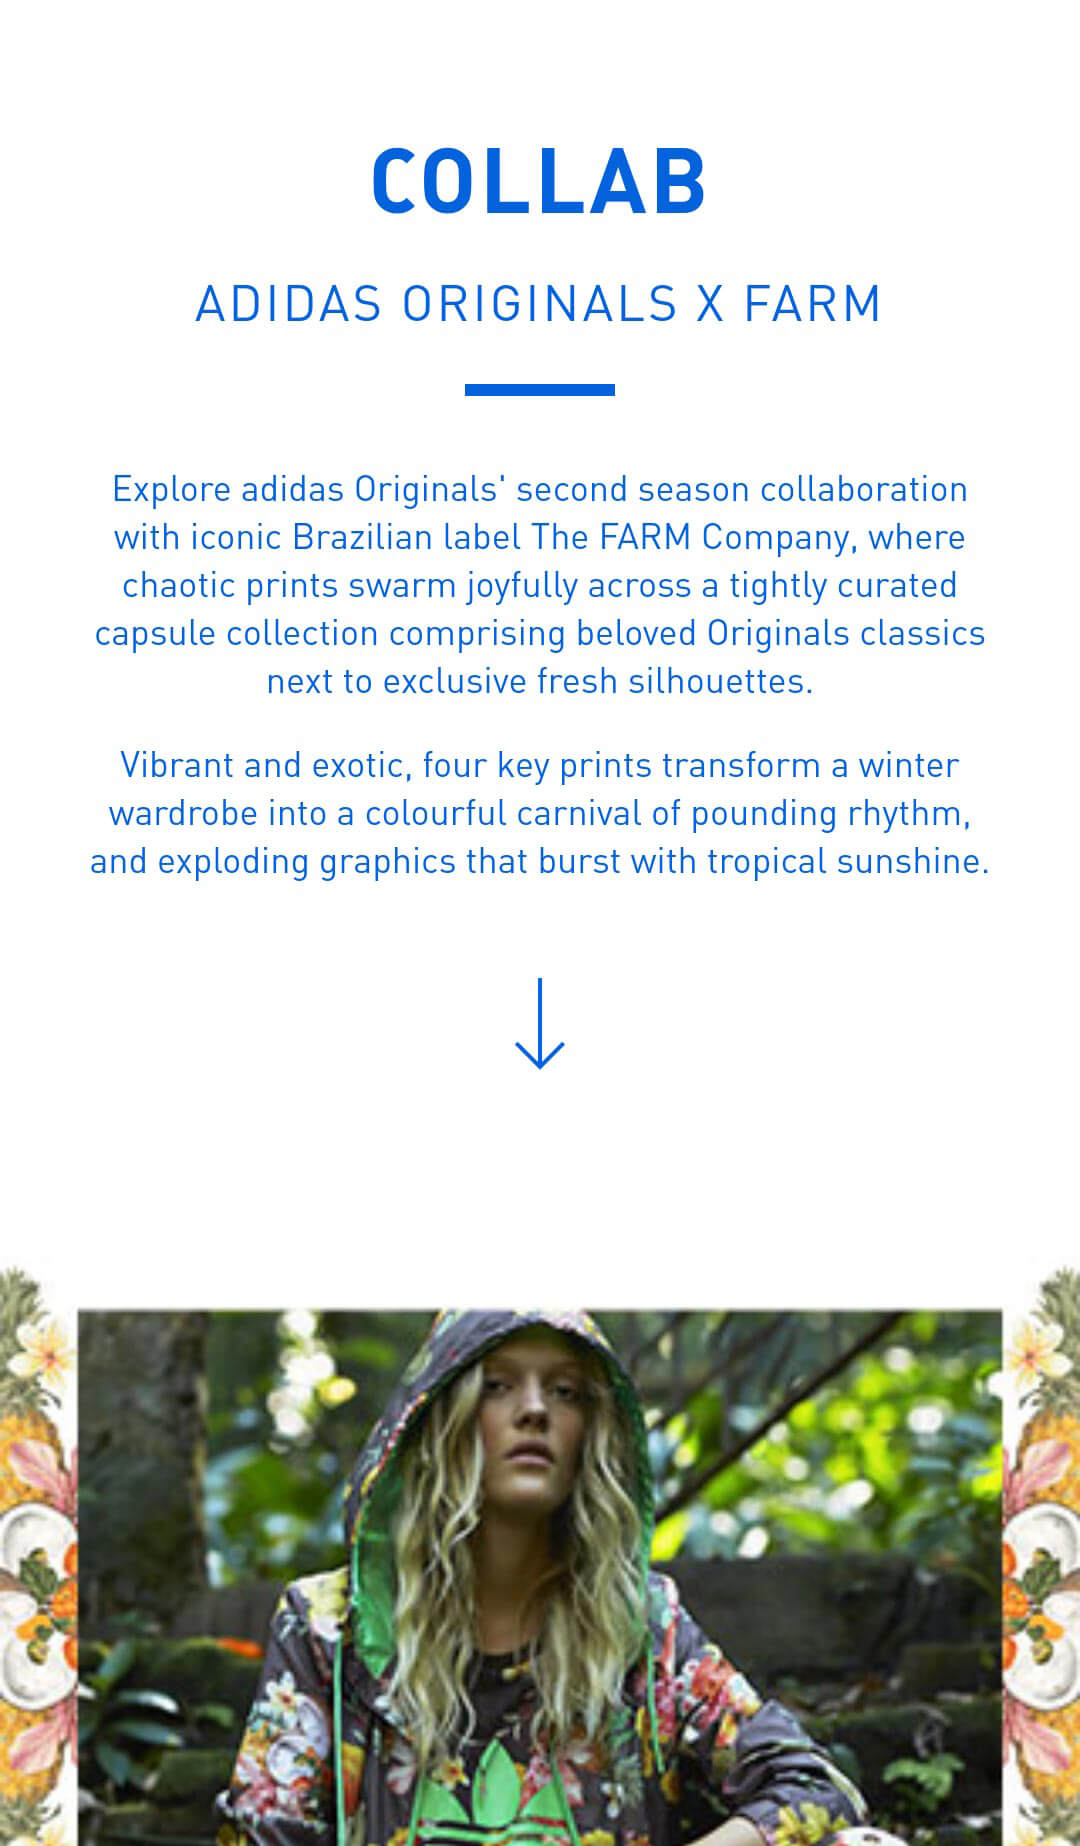 COLLAB
ADIDAS ORIGINALS X FARM
Explore adidas Originals' second season collaboration
with iconic Brazilian label The FARM Company, where
chaotic prints swarm joyfully across a tightly curated
capsule collection comprising beloved Originals classics
next to exclusive fresh silhouettes.
Vibrant and exotic, four key prints transform a winter
wardrobe into a colourful carnival of pounding rhythm,
and exploding graphics that burst with tropical sunshine.